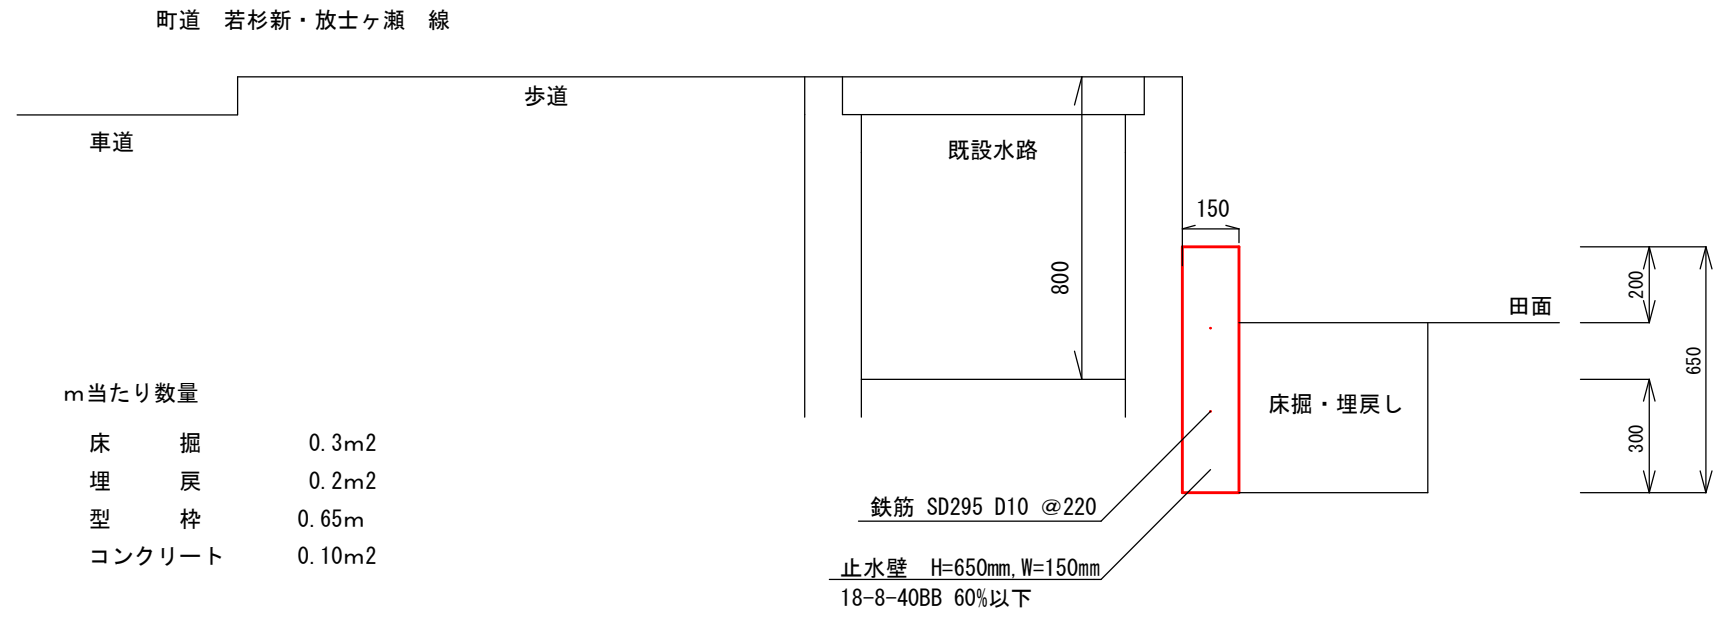 町道　若杉新・放士ヶ瀬　線
歩道
車道
既設水路
150
800
200
田面
650
床掘・埋戻し
300
m当たり数量
床　　　掘　　　　　0.3m2
埋　　　戻　　　　　0.2m2
型　　　枠　　　　　0.65m
コンクリート　　　　0.10m2
鉄筋 SD295 D10 @220
止水壁　H=650mm,W=150mm
18-8-40BB 60%以下